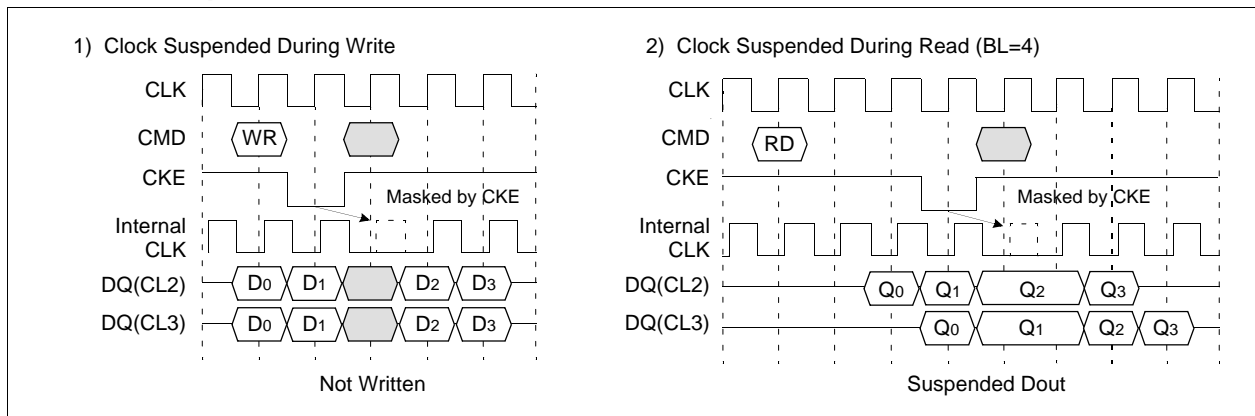 1) Clock Suspended During Write
CLK
CMD
WR
CKE
Masked by CKE
Internal
CLK
DQ(CL2)
D0 D1 D2 D3
DQ(CL3)
D0 D1 D2 D3
Not Written
2) Clock Suspended During Read (BL=4)
CLK
CMD
RD
CKE
Masked by CKE
Internal
CLK
DQ(CL2)
Q0 Q1 Q2 Q3
DQ(CL3)
Q0 Q1 Q2 Q3
Suspended Dout